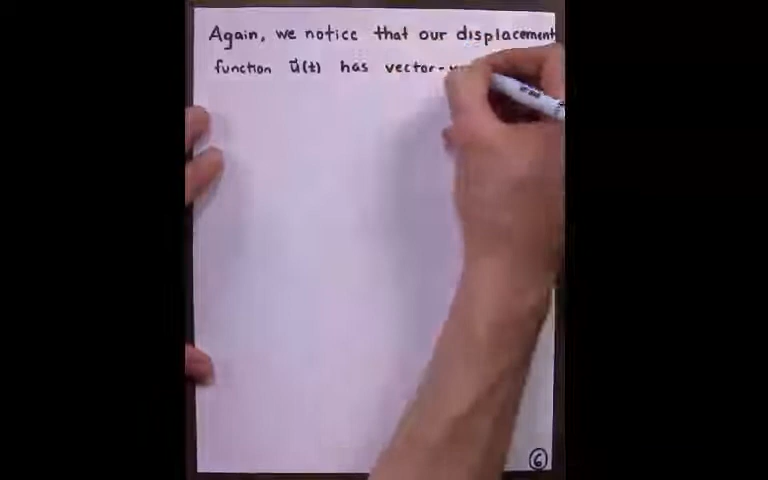 Again, we notice that our displacement
function u⃗(t) has vector-
6